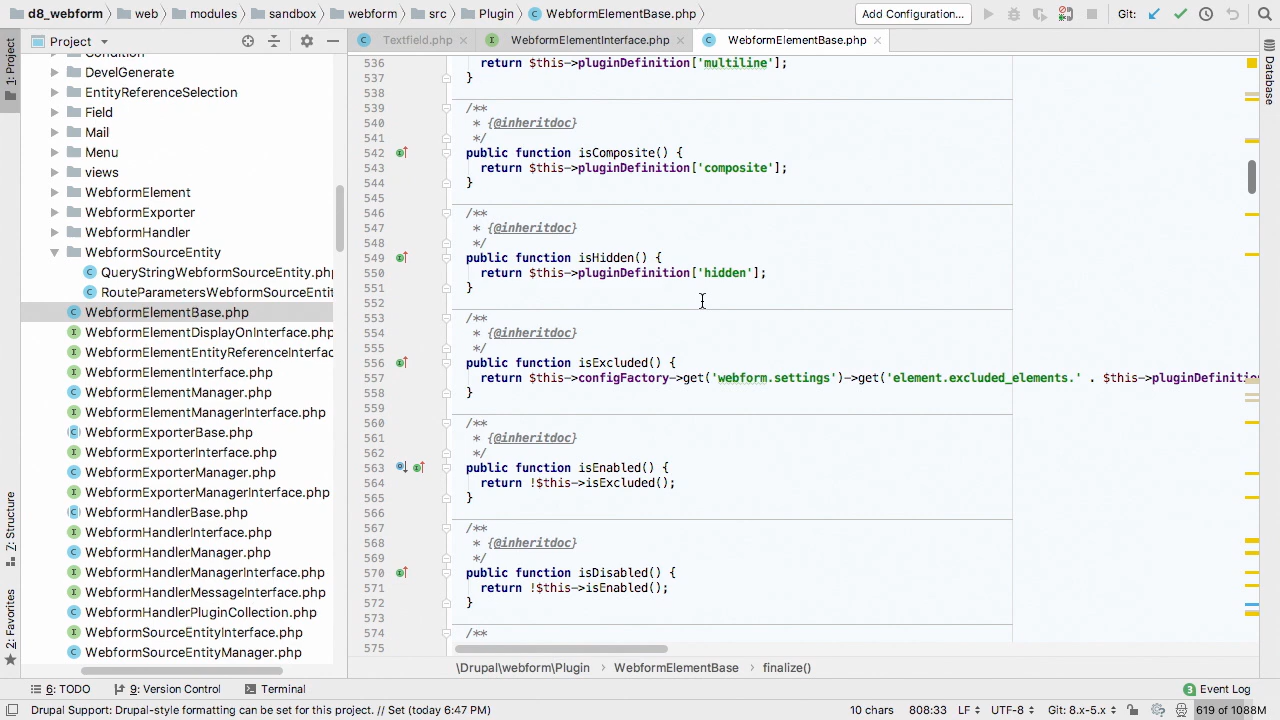 d8_webform web modules sandbox webform src Plugin WebformElementBase.php
Add Configuration... Git:
Project
Textfield.php WebformElementInterface.php WebformElementBase.php
1: Project
Z: Structure
2: Favorites
Database
DevelGenerate
EntityReferenceSelection
Field
Mail
Menu
views
WebformElement
WebformExporter
WebformHandler
WebformSourceEntity
QueryStringWebformSourceEntity.php
RouteParametersWebformSourceEntit
WebformElementBase.php
WebformElementDisplayOnInterface.php
WebformElementEntityReferenceInterfac
WebformElementInterface.php
WebformElementManager.php
WebformElementManagerInterface.php
WebformExporterBase.php
WebformExporterInterface.php
WebformExporterManager.php
WebformExporterManagerInterface.php
WebformHandlerBase.php
WebformHandlerInterface.php
WebformHandlerManager.php
WebformHandlerManagerInterface.php
WebformHandlerMessageInterface.php
WebformHandlerPluginCollection.php
WebformSourceEntityInterface.php
WebformSourceEntityManager.php
536 return $this->pluginDefinition['multiline'];
537 }
538
539 /**
540 * {@inheritdoc}
541 */
542 public function isComposite() {
543 return $this->pluginDefinition['composite'];
544 }
545
546 /**
547 * {@inheritdoc}
548 */
549 public function isHidden() {
550 return $this->pluginDefinition['hidden'];
551 }
552
553 /**
554 * {@inheritdoc}
555 */
556 public function isExcluded() {
557 return $this->configFactory->get('webform.settings')->get('element.excluded_elements.' . $this->pluginDefinitio
558 }
559
560 /**
561 * {@inheritdoc}
562 */
563 public function isEnabled() {
564 return !$this->isExcluded();
565 }
566
567 /**
568 * {@inheritdoc}
569 */
570 public function isDisabled() {
571 return !$this->isEnabled();
572 }
573
574 /**
575
\Drupal\webform\Plugin WebformElementBase finalize()
6: TODO 9: Version Control Terminal 3 Event Log
Drupal Support: Drupal-style formatting can be set for this project. // Set (today 6:47 PM) 10 chars 808:33 LF UTF-8 Git: 8.x-5.x 619 of 1088M